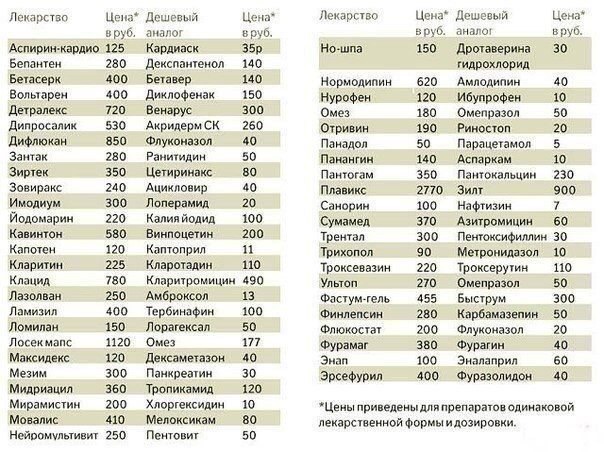 Лекарство Цена* в руб. Дешевый аналог Цена* в руб.
Аспирин-кардио 125 Кардиаск 35р
Бепантен 280 Декспантенол 140
Бетасерк 400 Бетавер 140
Вольтарен 400 Диклофенак 150
Детралекс 720 Венарус 300
Дипросалик 530 Акридерм СК 260
Дифлюкан 850 Флуконазол 40
Зантак 280 Ранитидин 50
Зиртек 350 Цетиринакс 80
Зовиракс 240 Ацикловир 40
Имодиум 300 Лоперамид 20
Йодомарин 220 Калия йодид 100
Кавинтон 580 Винпоцетин 200
Капотен 120 Каптоприл 11
Кларитин 225 Кларотадин 110
Клацид 780 Кларитромицин 490
Лазолван 250 Амброксол 13
Ламизил 400 Тербинафин 100
Ломилан 150 Лорагексал 50
Лосек мапс 1120 Омез 177
Максидекс 120 Дексаметазон 40
Мезим 300 Панкреатин 30
Мидриацил 360 Тропикамид 120
Мирамистин 200 Хлоргексидин 10
Мовалис 410 Мелоксикам 80
Нейромультивит 250 Пентовит 50
Лекарство Цена* в руб. Дешевый аналог Цена* в руб.
Но-шпа 150 Дротаверина 30
гидрохлорид
Нормодипин 620 Амлодипин 40
Нурофен 120 Ибупрофен 10
Омез 180 Омепразол 50
Отривин 190 Риностоп 20
Панадол 50 Парацетамол 5
Панангин 140 Аспаркам 10
Пантогам 350 Пантокальцин 230
Плавикс 2770 Зилт 900
Санорин 100 Нафтизин 7
Сумамед 370 Азитромицин 60
Трентал 300 Пентоксифиллин 30
Трихопол 90 Метронидазол 10
Троксевазин 220 Троксерутин 110
Ультоп 270 Омепразол 50
Фастум-гель 455 Быструм 300
Финлепсин 280 Карбамазепин 50
Флюкостат 200 Флуконазол 20
Фурамаг 380 Фурагин 40
Энап 100 Эналаприл 60
Эрсефурил 400 Фуразолидон 40
*Цены приведены для препаратов одинаковой
лекарственной формы и дозировки.